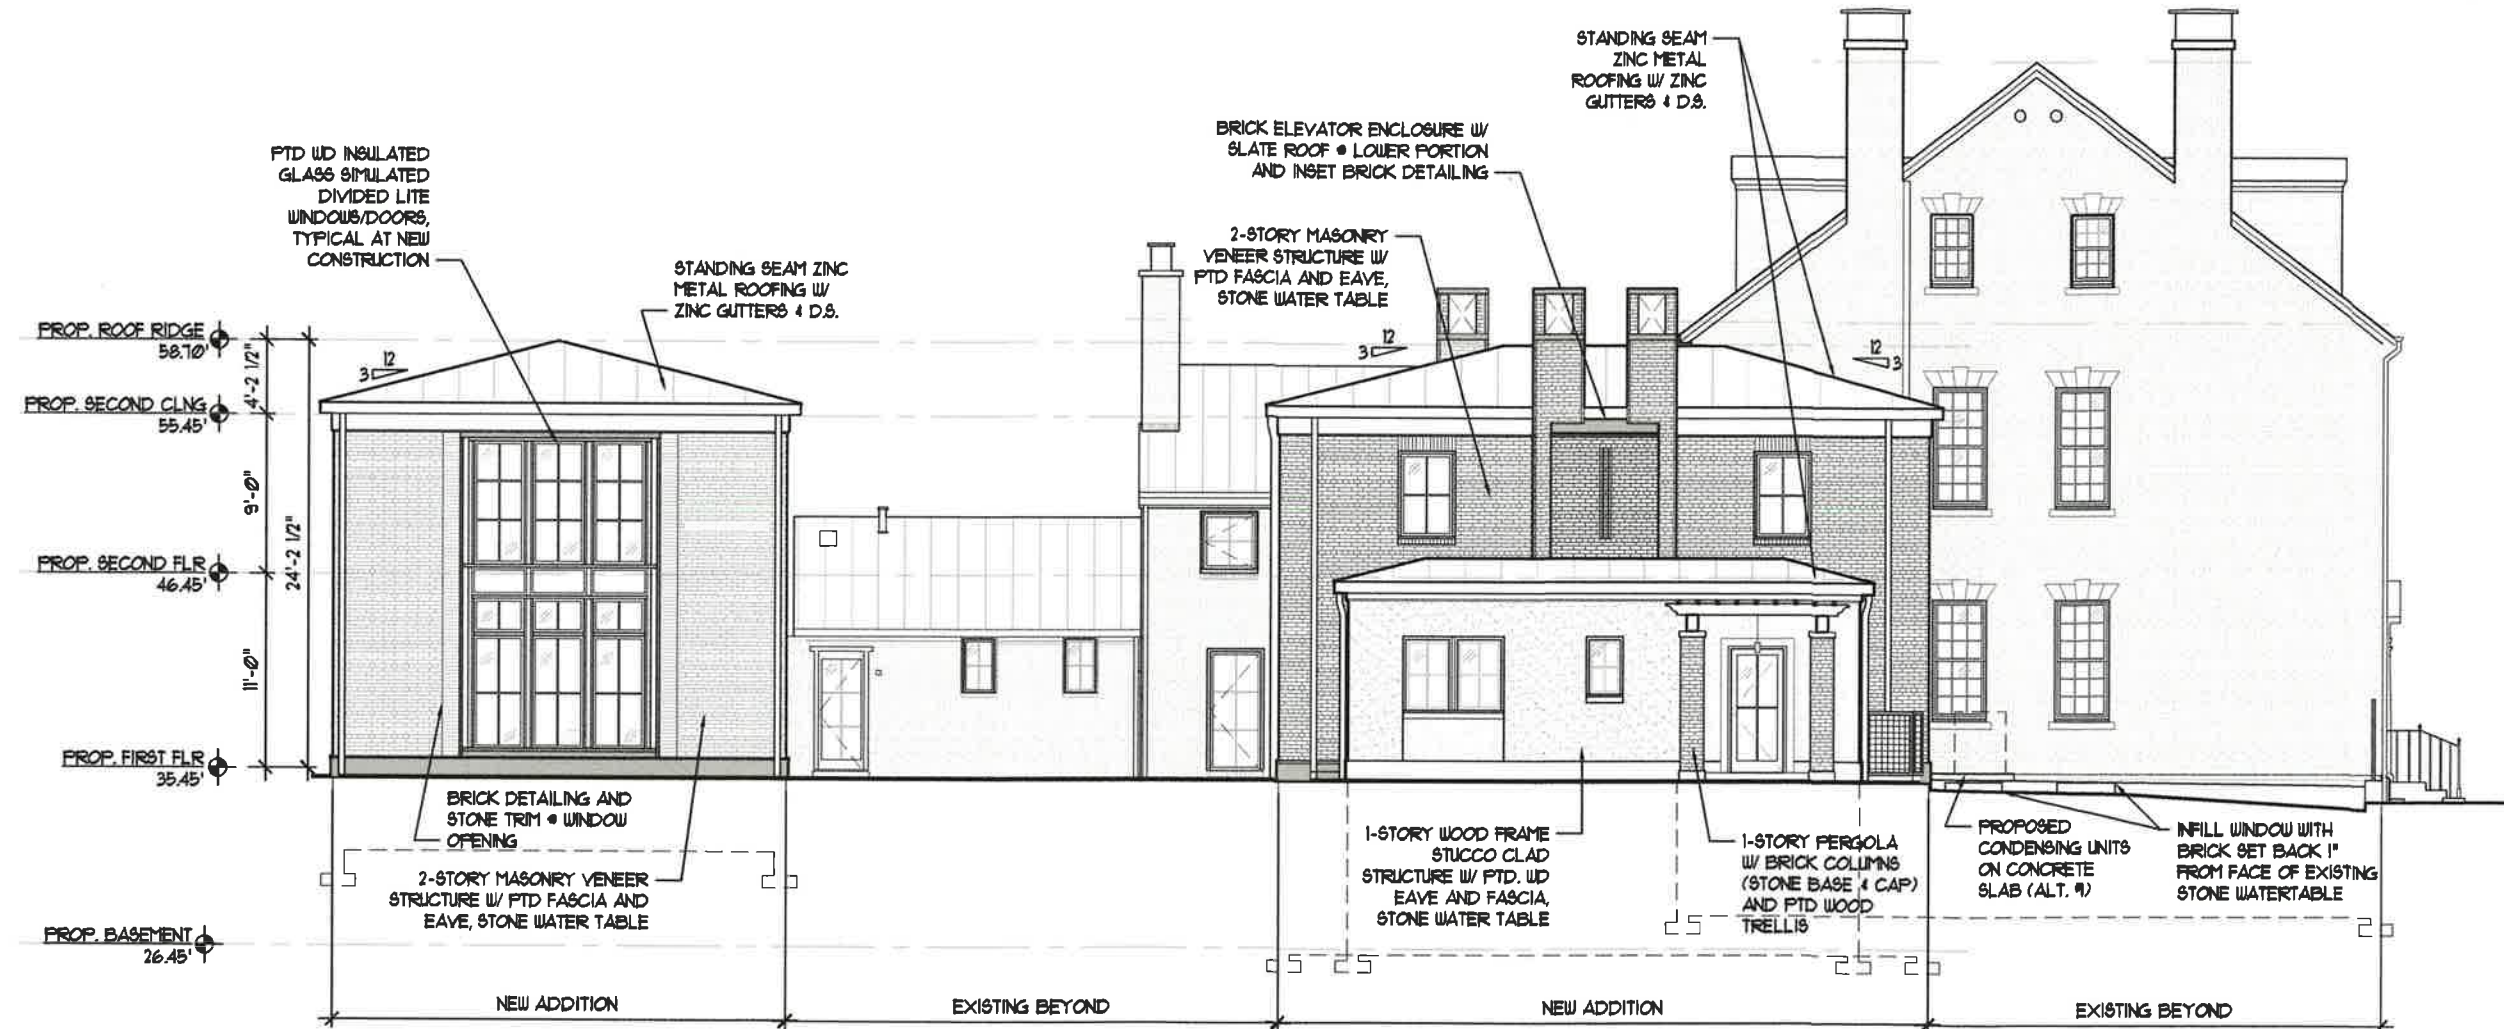 STANDING SEAM
ZINC METAL
ROOFING W/ ZINC
GUTTERS & D.S.
BRICK ELEVATOR ENCLOSURE W/
SLATE ROOF @ LOWER PORTION
AND INSET BRICK DETAILING
PTD WD INSULATED
GLASS SIMULATED
DIVIDED LITE
WINDOWS/DOORS,
TYPICAL AT NEW
CONSTRUCTION
2-STORY MASONRY
VENEER STRUCTURE W/
PTD FASCIA AND EAVE,
STONE WATER TABLE
STANDING SEAM ZINC
METAL ROOFING W/
ZINC GUTTERS & D.S.
PROP. ROOF RIDGE
58.70'
12
3
12
3
12
3
4'-2 1/2"
PROP. SECOND CLNG
55.45'
9'-0"
24'-2 1/2"
PROP. SECOND FLR
46.45'
11'-0"
PROP. FIRST FLR
35.45'
BRICK DETAILING AND
STONE TRIM @ WINDOW
OPENING
2-STORY MASONRY VENEER
STRUCTURE W/ PTD FASCIA AND
EAVE, STONE WATER TABLE
1-STORY WOOD FRAME
STUCCO CLAD
STRUCTURE W/ PTD. WD
EAVE AND FASCIA,
STONE WATER TABLE
1-STORY PERGOLA
W/ BRICK COLUMNS
(STONE BASE & CAP)
AND PTD WOOD
TRELLIS
PROPOSED
CONDENSING UNITS
ON CONCRETE
SLAB (ALT.
INFILL WINDOW WITH
BRICK SET BACK 1"
FROM FACE OF EXISTING
STONE WATERTABLE
PROP. BASEMENT
26.45'
NEW ADDITION
EXISTING BEYOND
NEW ADDITION
EXISTING BEYOND